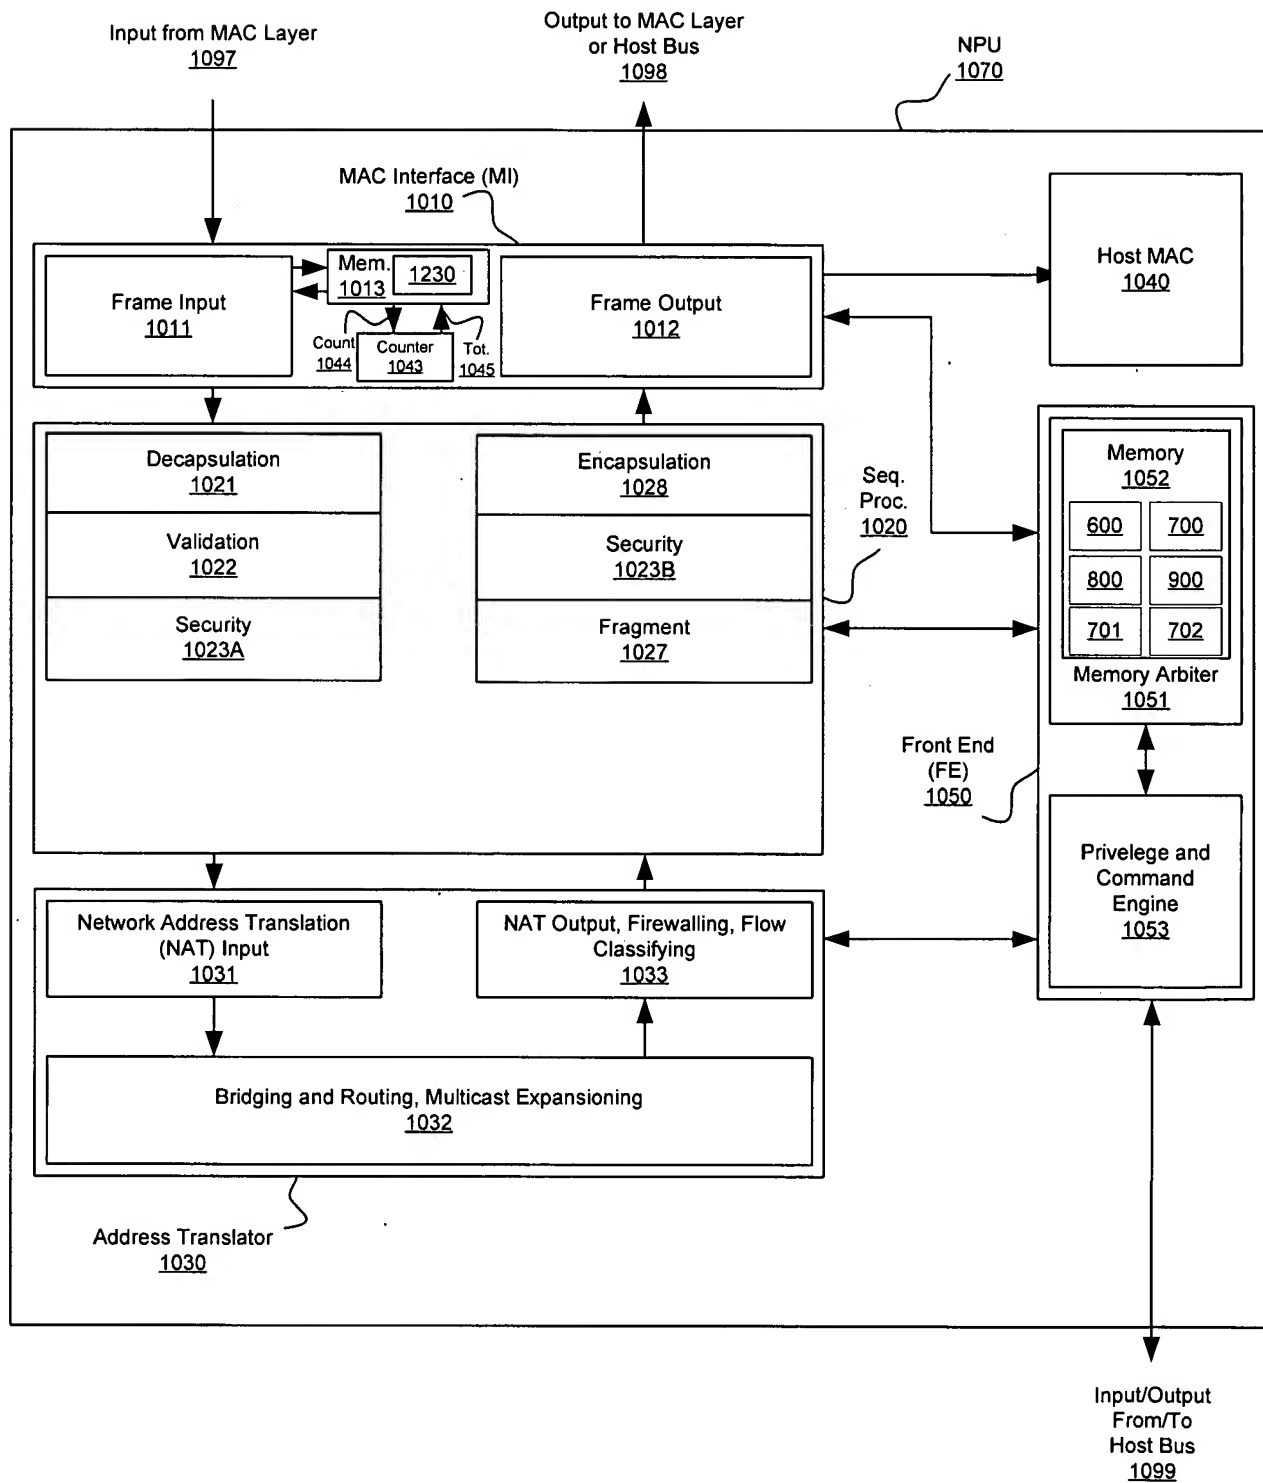 Input from MAC Layer
1097
Output to MAC Layer
or Host Bus
1098
NPU
1070
MAC Interface (MI)
1010
Frame Input
1011
Mem.
1013
1230
Count
1044
Counter
1043
Tot.
1045
Frame Output
1012
Host MAC
1040
Decapsulation
1021
Validation
1022
Security
1023A
Encapsulation
1028
Security
1023B
Fragment
1027
Seq.
Proc.
1020
Memory
1052
600
700
800
900
701
702
Memory Arbiter
1051
Front End
(FE)
1050
Privelege and
Command
Engine
1053
Network Address Translation
(NAT) Input
1031
NAT Output, Firewalling, Flow
Classifying
1033
Bridging and Routing, Multicast Expansioning
1032
Address Translator
1030
Input/Output
From/To
Host Bus
1099